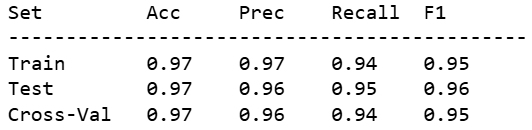 Set Acc Prec Recall F1
--------------------------------------------
Train 0.97 0.97 0.94 0.95
Test 0.97 0.96 0.95 0.96
Cross-Val 0.97 0.96 0.94 0.95